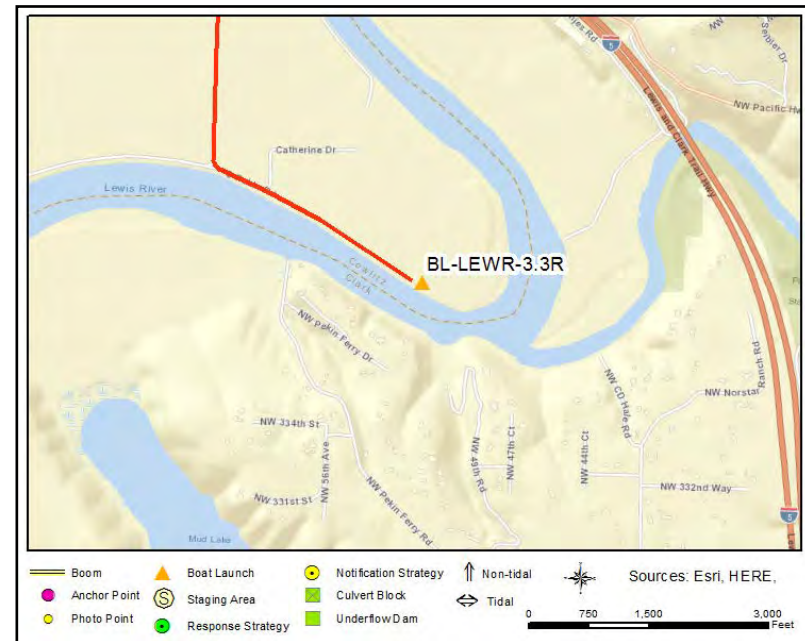 Catherine Dr
Lewis River
BL-LEWR-3.3R
Cowlitz
Clark
Lewis and Clark Trail Hwy
5
NW Pacific Hw
NW Pekin Ferry Dr
NW 334th St
NW 56th Ave
NW 331st St
NW Pekin Ferry Rd
NW 49th Rd
NW 47th Ct
NW 44th Ct
NW CD Hale Rd
NW Norstar
Ranch Rd
NW 332nd Way
5
Mud Lake
Boom
Boat Launch
Notification Strategy
Non-tidal
Sources: Esri, HERE,
Anchor Point
Staging Area
S
Culvert Block
Tidal
Photo Point
Response Strategy
Underflow Dam
0 750 1,500 3,000
Feet